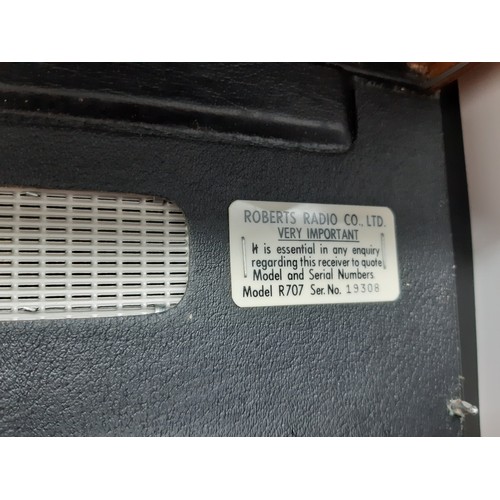 ROBERTS RADIO CO., LTD.
VERY IMPORTANT
It is essential in any enquiry
regarding this receiver to quote
Model and Serial Numbers.
Model R707 Ser. No. 19308